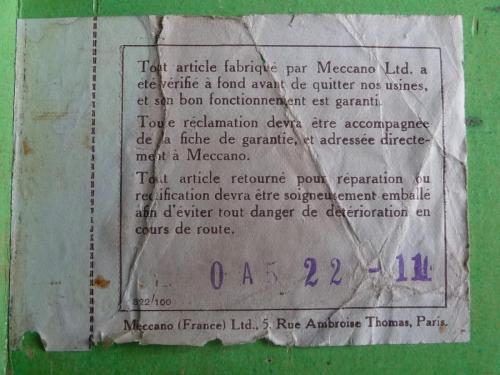 Tout article fabriqué par Meccano Ltd. a
été vérifié à fond avant de quitter nos usines,
et son bon fonctionnement est garanti.
Toute réclamation devra être accompagnée
de la fiche de garantie, et adressée directe-
ment à Meccano.
Tout article retourné pour réparation ou
rectification devra être soigneusement emballé
afin d'éviter tout danger de détérioration en
cours de route.
0 A 5 22 - 11
322/100
Meccano (France) Ltd., 5, Rue Ambroise Thomas, Paris.